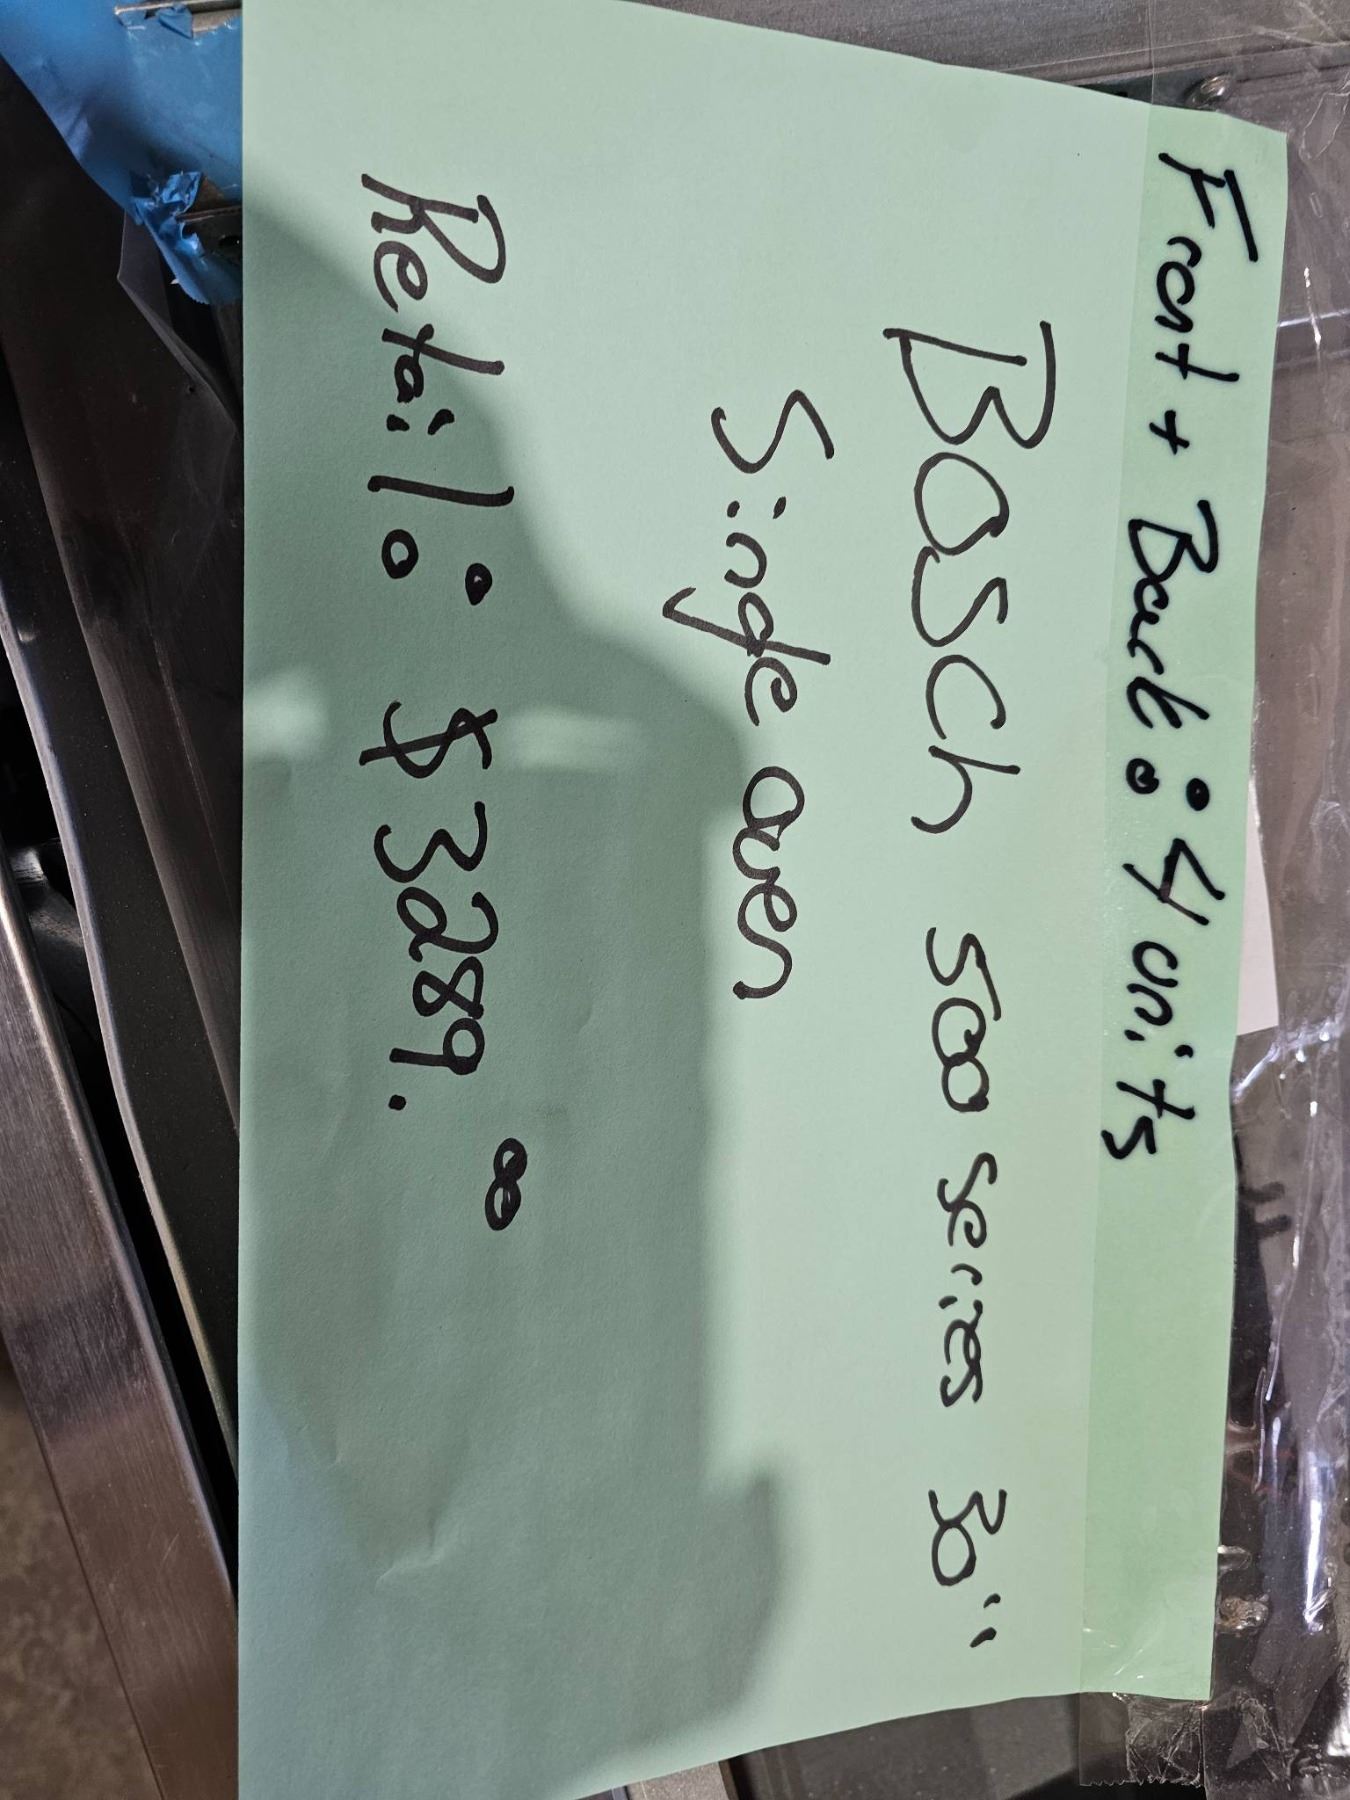 Front + Back: 4 units
BOSCh 500 series 30"
Single oven
Retail: $3289.00